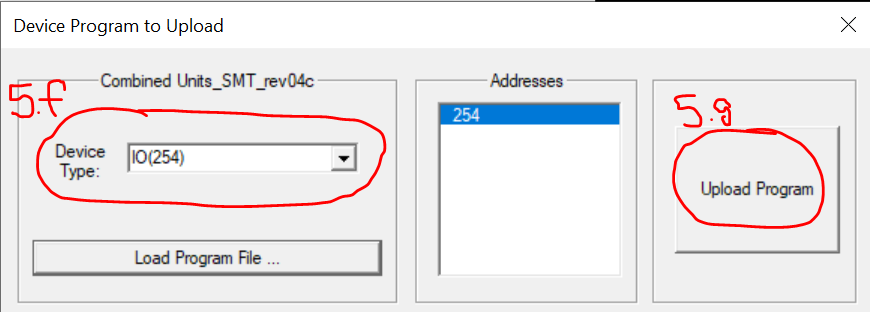 Device Program to Upload
5.f
Combined Units_SMT_rev04c
Device
Type:
IO(254)
Load Program File ...
Addresses
254
5.g
Upload Program